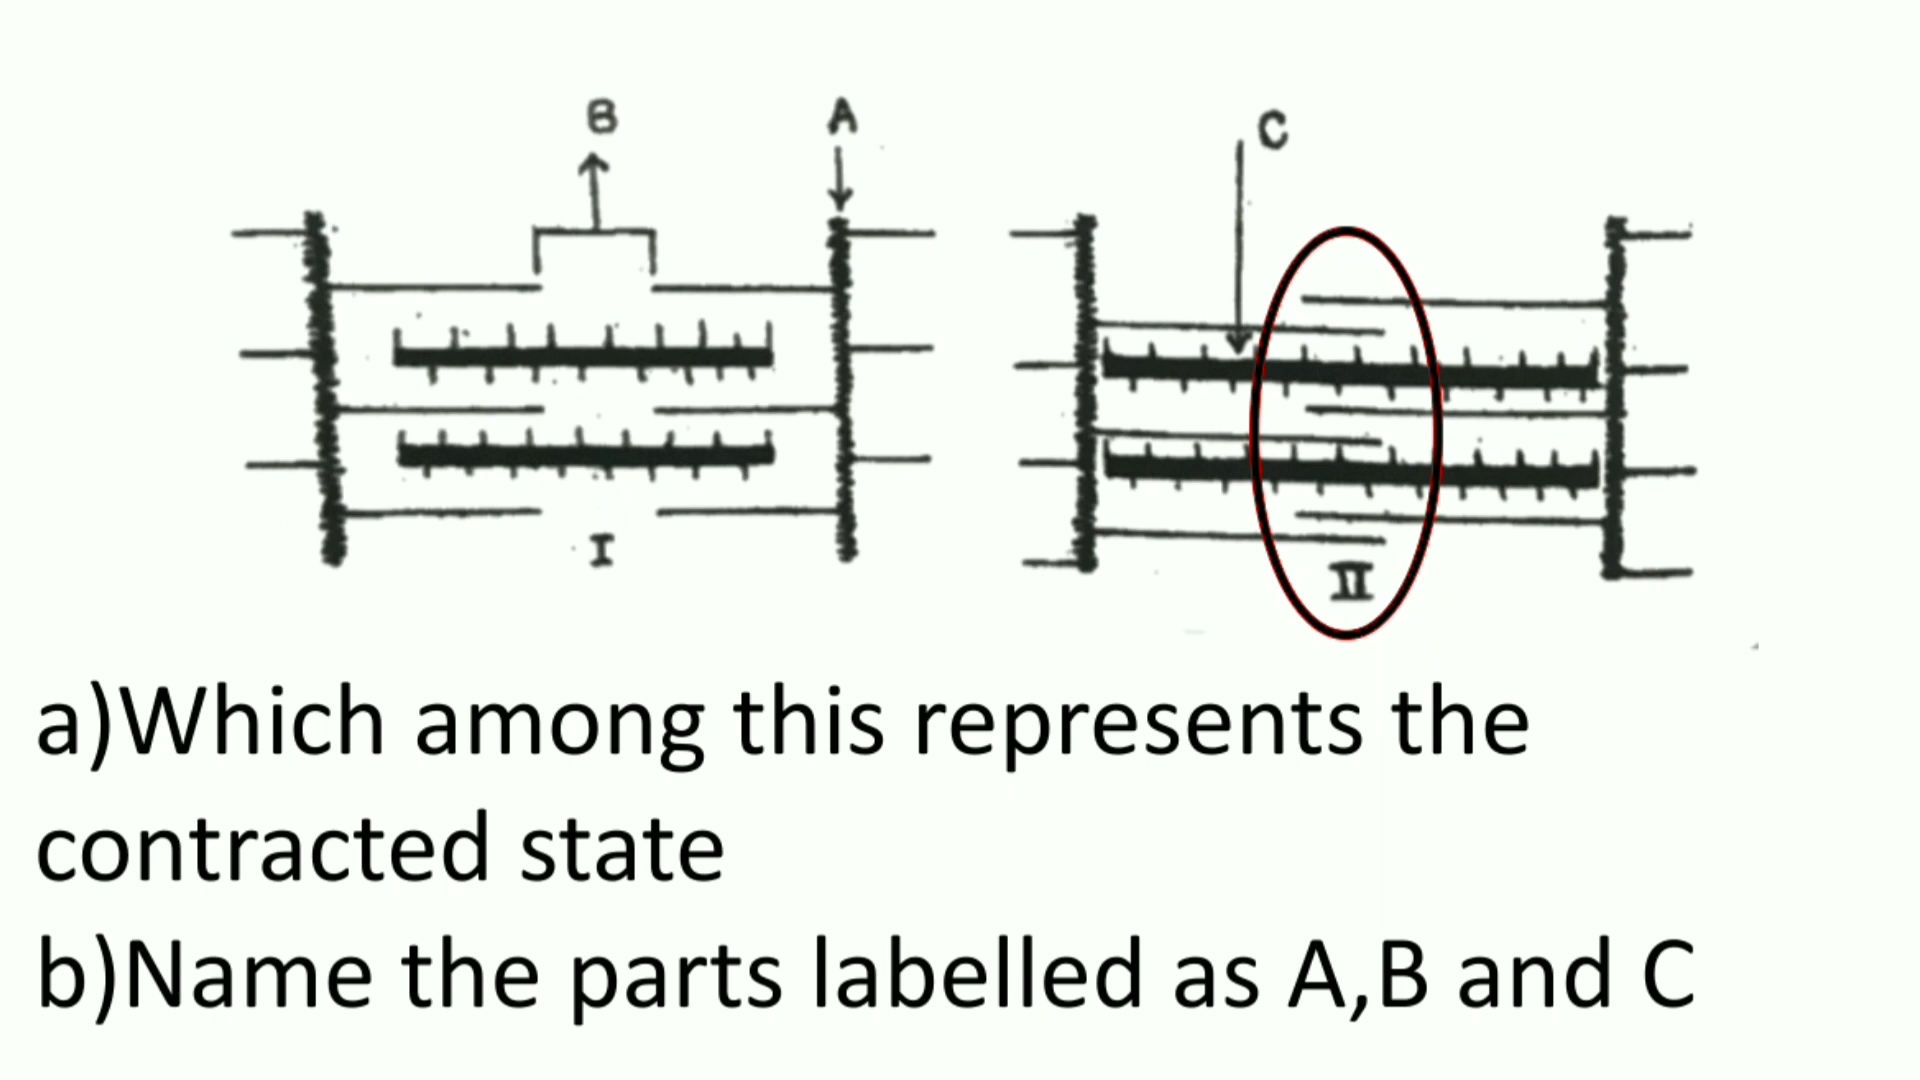 B
A
C
I
II
a)Which among this represents the
contracted state
b)Name the parts labelled as A,B and C